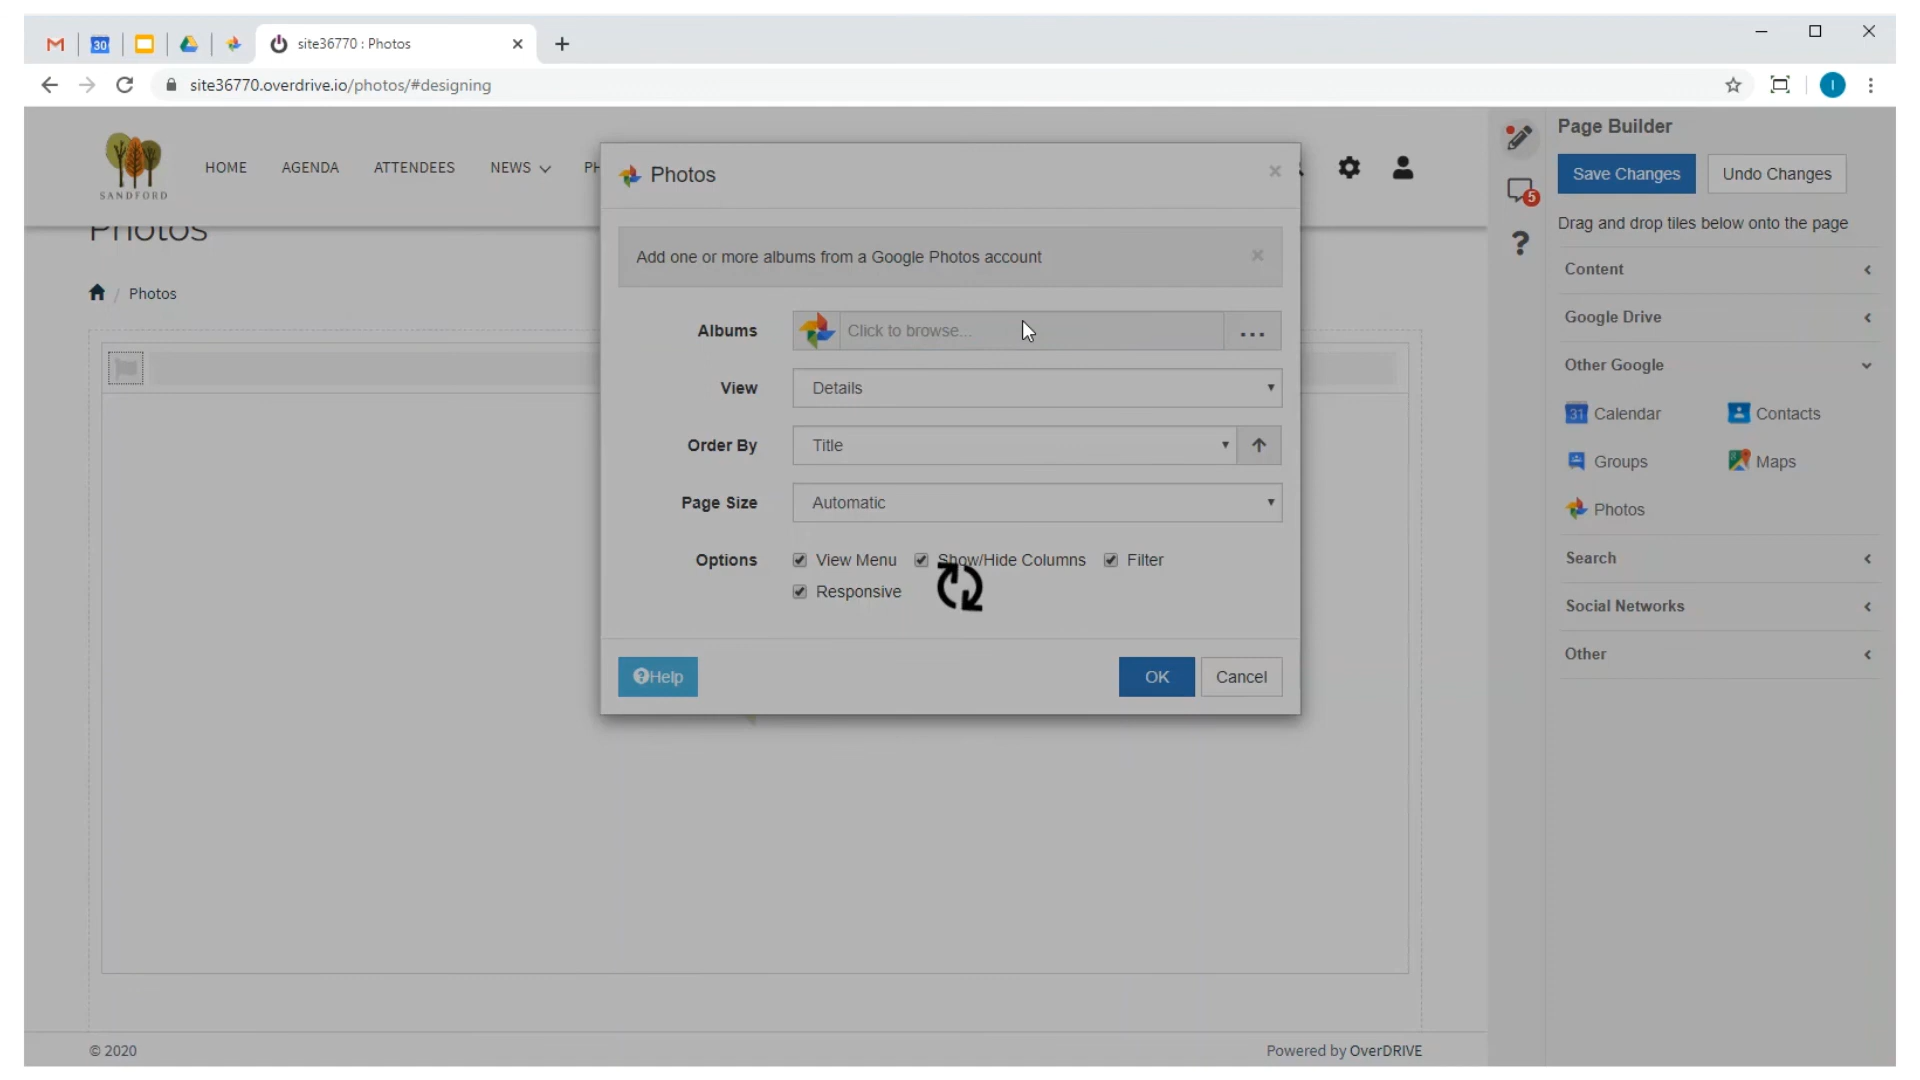 site36770 : Photos
site36770.overdrive.io/photos/#designing
SANDFORD
HOME AGENDA ATTENDEES NEWS PH
Photos
Photos
Photos
Add one or more albums from a Google Photos account
Albums Click to browse... ...
View Details
Order By Title
Page Size Automatic
Options View Menu Show/Hide Columns Filter
Responsive
Help OK Cancel
5
Page Builder
Save Changes Undo Changes
Drag and drop tiles below onto the page
Content
Google Drive
Other Google
31 Calendar Contacts
Groups Maps
Photos
Search
Social Networks
Other
© 2020 Powered by OverDRIVE
30
I